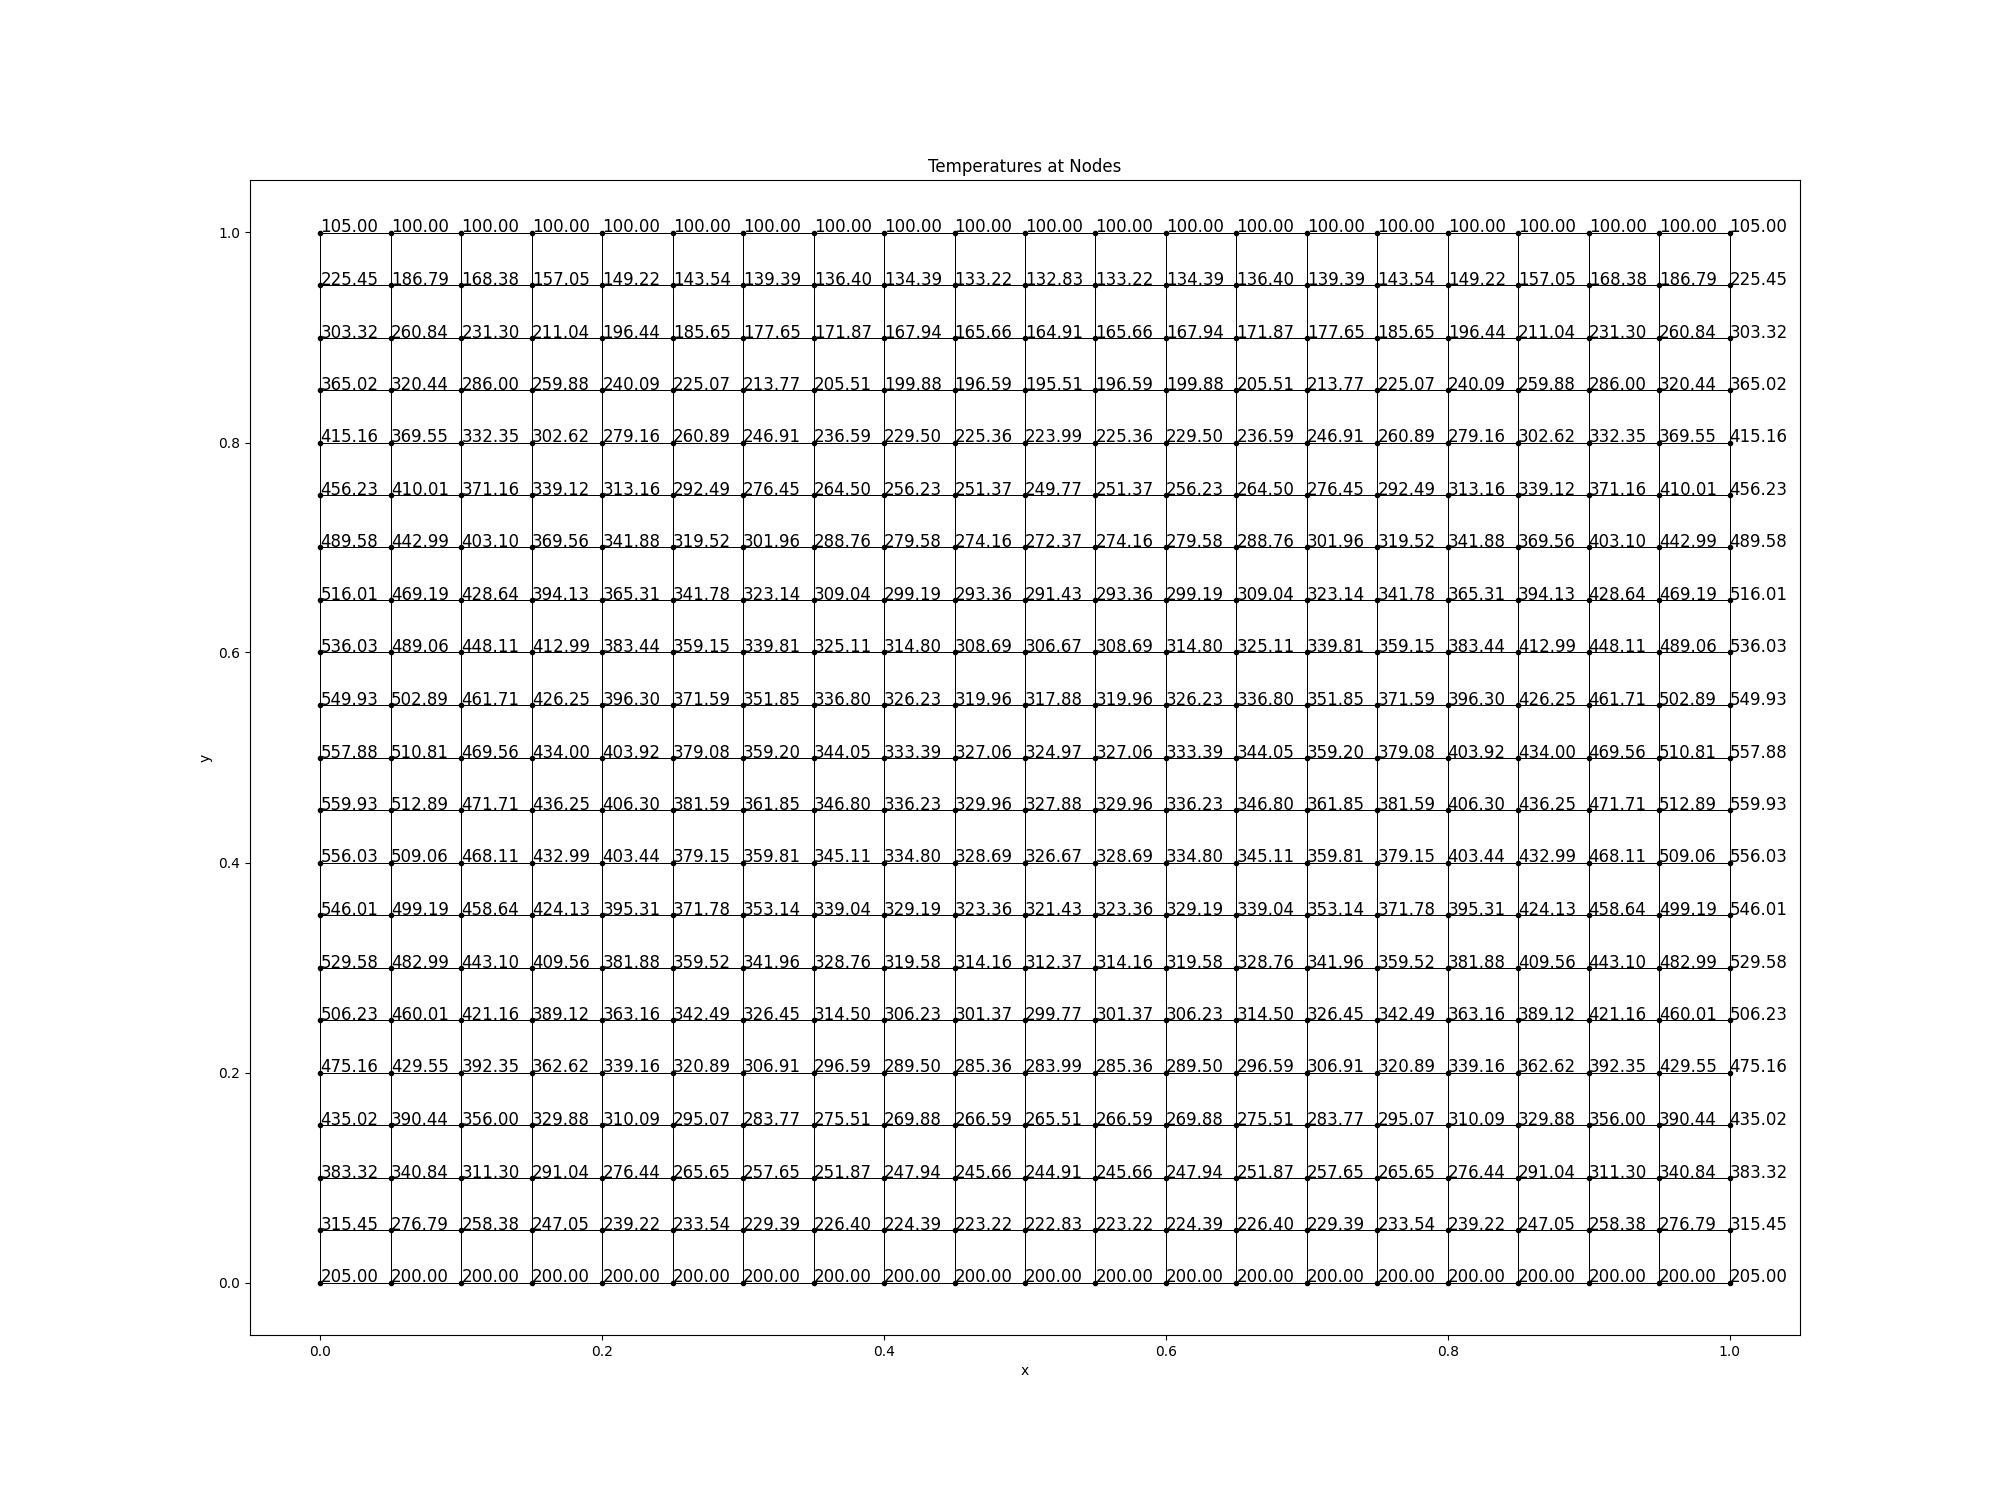 Temperatures at Nodes
1.0 105.00 100.00 100.00 100.00 100.00 100.00 100.00 100.00 100.00 100.00 100.00 100.00 100.00 100.00 100.00 100.00 100.00 100.00 100.00 100.00 105.00
225.45 186.79 168.38 157.05 149.22 143.54 139.39 136.40 134.39 133.22 132.83 133.22 134.39 136.40 139.39 143.54 149.22 157.05 168.38 186.79 225.45
303.32 260.84 231.30 211.04 196.44 185.65 177.65 171.87 167.94 165.66 164.91 165.66 167.94 171.87 177.65 185.65 196.44 211.04 231.30 260.84 303.32
365.02 320.44 286.00 259.88 240.09 225.07 213.77 205.51 199.88 196.59 195.51 196.59 199.88 205.51 213.77 225.07 240.09 259.88 286.00 320.44 365.02
0.8 415.16 369.55 332.35 302.62 279.16 260.89 246.91 236.59 229.50 225.36 223.99 225.36 229.50 236.59 246.91 260.89 279.16 302.62 332.35 369.55 415.16
456.23 410.01 371.16 339.12 313.16 292.49 276.45 264.50 256.23 251.37 249.77 251.37 256.23 264.50 276.45 292.49 313.16 339.12 371.16 410.01 456.23
489.58 442.99 403.10 369.56 341.88 319.52 301.96 288.76 279.58 274.16 272.37 274.16 279.58 288.76 301.96 319.52 341.88 369.56 403.10 442.99 489.58
516.01 469.19 428.64 394.13 365.31 341.78 323.14 309.04 299.19 293.36 291.43 293.36 299.19 309.04 323.14 341.78 365.31 394.13 428.64 469.19 516.01
0.6 536.03 489.06 448.11 412.99 383.44 359.15 339.81 325.11 314.80 308.69 306.67 308.69 314.80 325.11 339.81 359.15 383.44 412.99 448.11 489.06 536.03
549.93 502.89 461.71 426.25 396.30 371.59 351.85 336.80 326.23 319.96 317.88 319.96 326.23 336.80 351.85 371.59 396.30 426.25 461.71 502.89 549.93
y 557.88 510.81 469.56 434.00 403.92 379.08 359.20 344.05 333.39 327.06 324.97 327.06 333.39 344.05 359.20 379.08 403.92 434.00 469.56 510.81 557.88
559.93 512.89 471.71 436.25 406.30 381.59 361.85 346.80 336.23 329.96 327.88 329.96 336.23 346.80 361.85 381.59 406.30 436.25 471.71 512.89 559.93
0.4 556.03 509.06 468.11 432.99 403.44 379.15 359.81 345.11 334.80 328.69 326.67 328.69 334.80 345.11 359.81 379.15 403.44 432.99 468.11 509.06 556.03
546.01 499.19 458.64 424.13 395.31 371.78 353.14 339.04 329.19 323.36 321.43 323.36 329.19 339.04 353.14 371.78 395.31 424.13 458.64 499.19 546.01
529.58 482.99 443.10 409.56 381.88 359.52 341.96 328.76 319.58 314.16 312.37 314.16 319.58 328.76 341.96 359.52 381.88 409.56 443.10 482.99 529.58
506.23 460.01 421.16 389.12 363.16 342.49 326.45 314.50 306.23 301.37 299.77 301.37 306.23 314.50 326.45 342.49 363.16 389.12 421.16 460.01 506.23
0.2 475.16 429.55 392.35 362.62 339.16 320.89 306.91 296.59 289.50 285.36 283.99 285.36 289.50 296.59 306.91 320.89 339.16 362.62 392.35 429.55 475.16
435.02 390.44 356.00 329.88 310.09 295.07 283.77 275.51 269.88 266.59 265.51 266.59 269.88 275.51 283.77 295.07 310.09 329.88 356.00 390.44 435.02
383.32 340.84 311.30 291.04 276.44 265.65 257.65 251.87 247.94 245.66 244.91 245.66 247.94 251.87 257.65 265.65 276.44 291.04 311.30 340.84 383.32
315.45 276.79 258.38 247.05 239.22 233.54 229.39 226.40 224.39 223.22 222.83 223.22 224.39 226.40 229.39 233.54 239.22 247.05 258.38 276.79 315.45
0.0 205.00 200.00 200.00 200.00 200.00 200.00 200.00 200.00 200.00 200.00 200.00 200.00 200.00 200.00 200.00 200.00 200.00 200.00 200.00 200.00 205.00
0.0 0.2 0.4 0.6 0.8 1.0
x